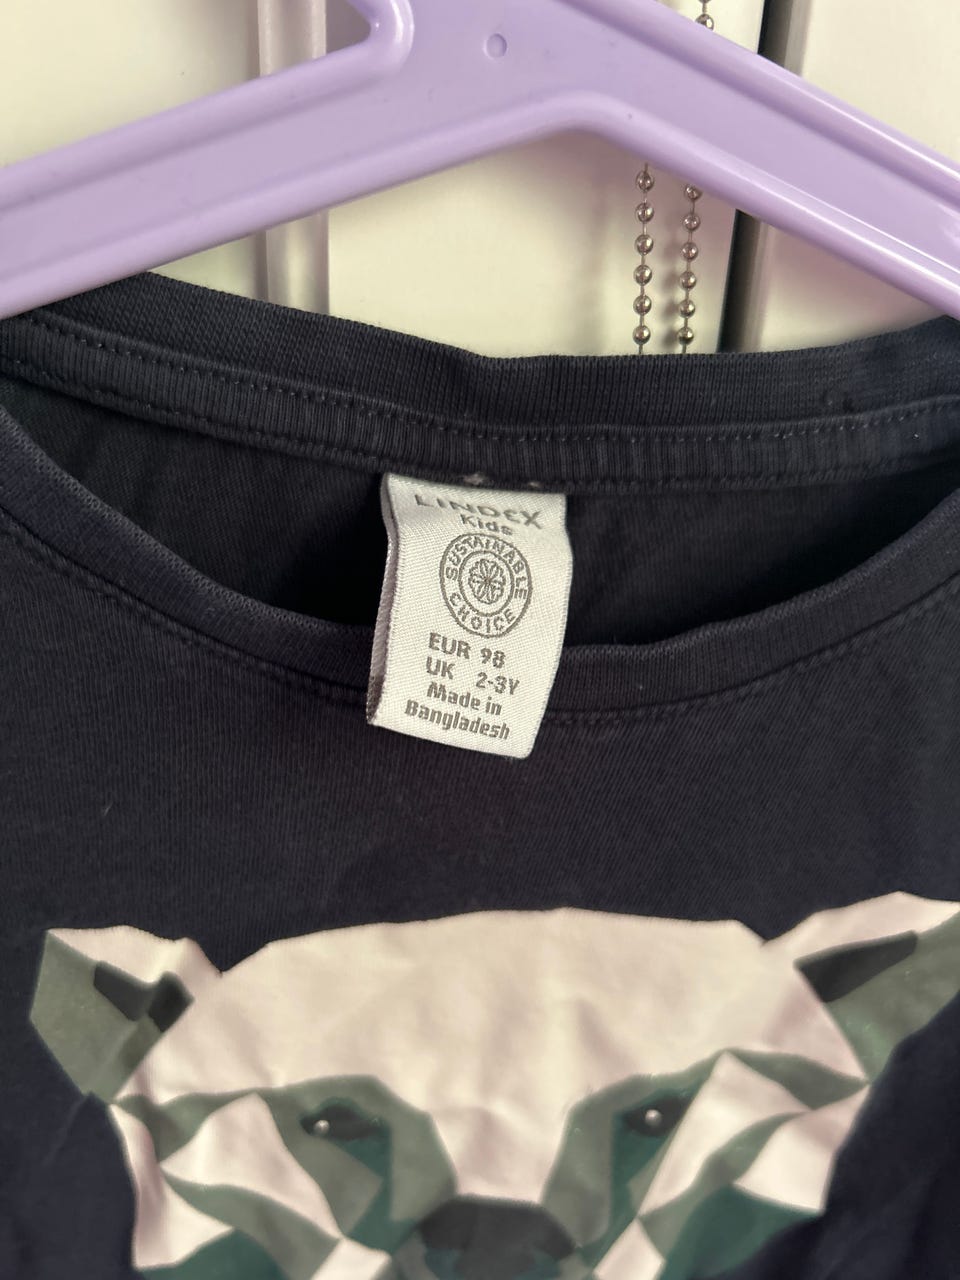 LINDEX
Kids
SUSTAINABLE
CHOICE
EUR 98
UK 2-3Y
Made in
Bangladesh